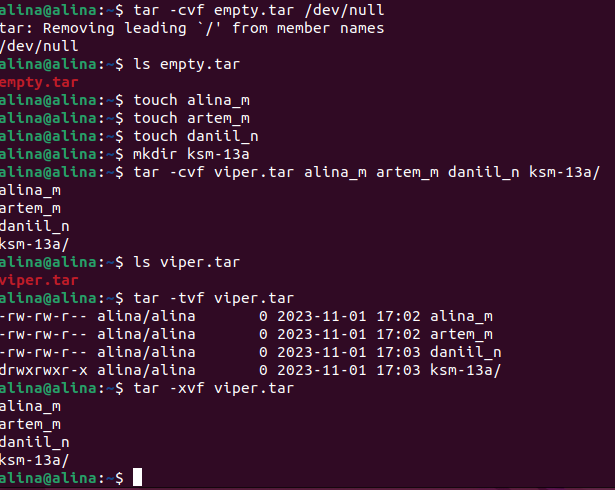 alina@alina:~$ tar -cvf empty.tar /dev/null
tar: Removing leading `/' from member names
/dev/null
alina@alina:~$ ls empty.tar
empty.tar
alina@alina:~$ touch alina_m
alina@alina:~$ touch artem_m
alina@alina:~$ touch daniil_n
alina@alina:~$ mkdir ksm-13a
alina@alina:~$ tar -cvf viper.tar alina_m artem_m daniil_n ksm-13a/
alina_m
artem_m
daniil_n
ksm-13a/
alina@alina:~$ ls viper.tar
viper.tar
alina@alina:~$ tar -tvf viper.tar
-rw-rw-r-- alina/alina       0 2023-11-01 17:02 alina_m
-rw-rw-r-- alina/alina       0 2023-11-01 17:02 artem_m
-rw-rw-r-- alina/alina       0 2023-11-01 17:03 daniil_n
drwxrwxr-x alina/alina       0 2023-11-01 17:03 ksm-13a/
alina@alina:~$ tar -xvf viper.tar
alina_m
artem_m
daniil_n
ksm-13a/
alina@alina:~$